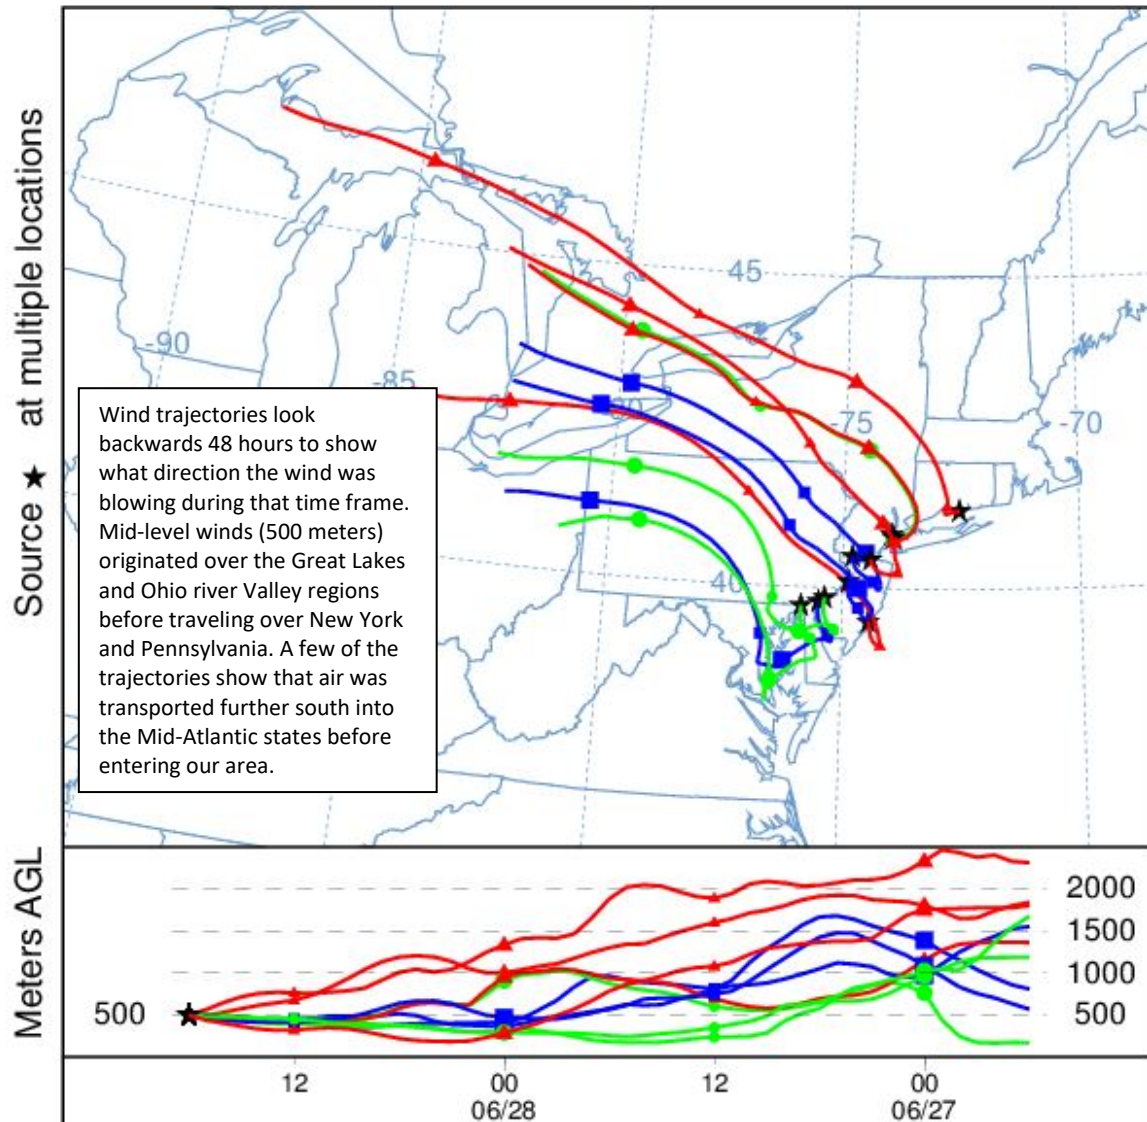 Source ★ at multiple locations
45
-90
-85
-80
-75
-70
40
Wind trajectories look
backwards 48 hours to show
what direction the wind was
blowing during that time frame.
Mid-level winds (500 meters)
originated over the Great Lakes
and Ohio river Valley regions
before traveling over New York
and Pennsylvania. A few of the
trajectories show that air was
transported further south into
the Mid-Atlantic states before
entering our area.
Meters AGL
500
2000
1500
1000
500
12 00 12 00
06/28 06/27